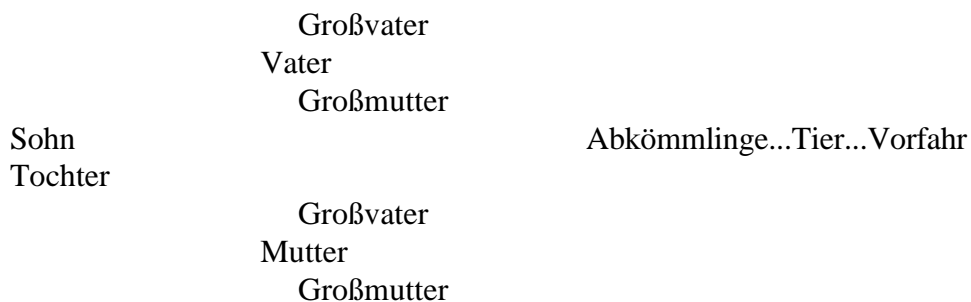 Großvater
Vater
Großmutter
Sohn Abkömmlinge...Tier...Vorfahr
Tochter
Großvater
Mutter
Großmutter